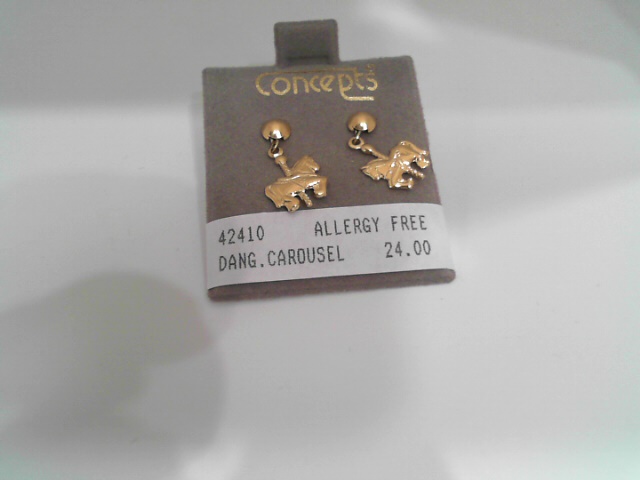 Concepts
42410 ALLERGY FREE
DANG.CAROUSEL 24.00